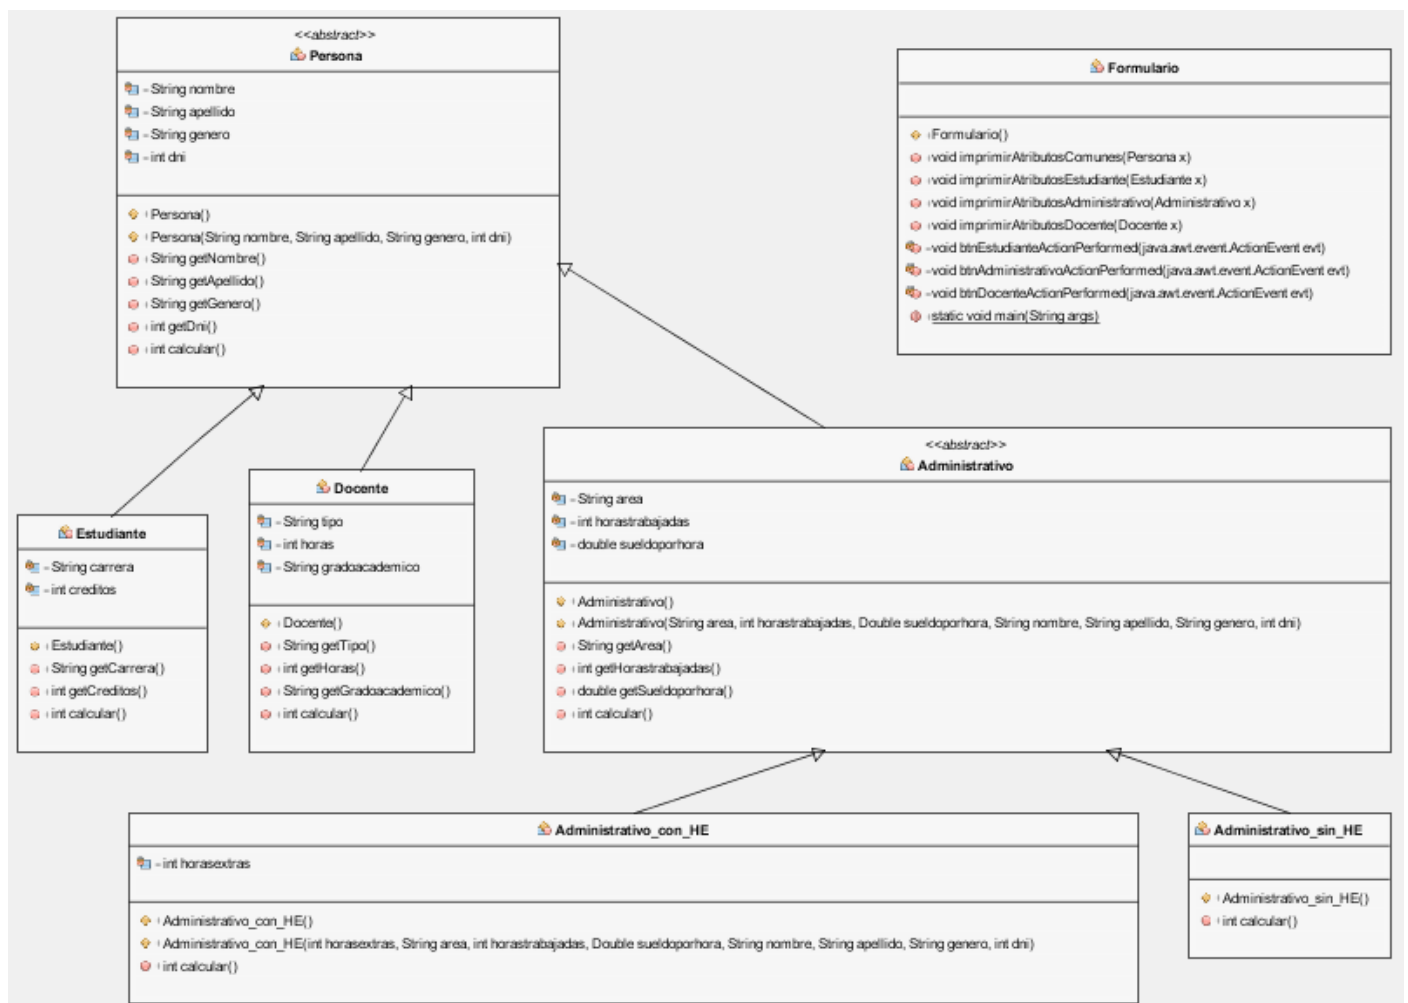 <<abstract>>
Persona
-String nombre
-String apellido
-String genero
-int dni
+Persona()
+Persona(String nombre, String apellido, String genero, int dni)
+String getNombre()
+String getApellido()
+String getGenero()
+int getDni()
+int calcular()
Formulario
+Formulario()
+void imprimirAtributosComunes(Persona x)
+void imprimirAtributosEstudiante(Estudiante x)
+void imprimirAtributosAdministrativo(Administrativo x)
+void imprimirAtributosDocente(Docente x)
-void btnEstudianteActionPerformed(java.awt.event.ActionEvent evt)
-void btnAdministrativoActionPerformed(java.awt.event.ActionEvent evt)
-void btnDocenteActionPerformed(java.awt.event.ActionEvent evt)
+static void main(String args)
Estudiante
-String carrera
-int creditos
+Estudiante()
+String getCarrera()
+int getCreditos()
+int calcular()
Docente
-String tipo
-int horas
-String gradoacademico
+Docente()
+String getTipo()
+int getHoras()
+String getGradoacademico()
+int calcular()
<<abstract>>
Administrativo
-String area
-int horastrabajadas
-double sueldoporhora
+Administrativo()
+Administrativo(String area, int horastrabajadas, Double sueldoporhora, String nombre, String apellido, String genero, int dni)
+String getArea()
+int getHorastrabajadas()
+double getSueldoporhora()
+int calcular()
Administrativo_con_HE
-int horasextras
+Administrativo_con_HE()
+Administrativo_con_HE(int horasextras, String area, int horastrabajadas, Double sueldoporhora, String nombre, String apellido, String genero, int dni)
+int calcular()
Administrativo_sin_HE
+Administrativo_sin_HE()
+int calcular()